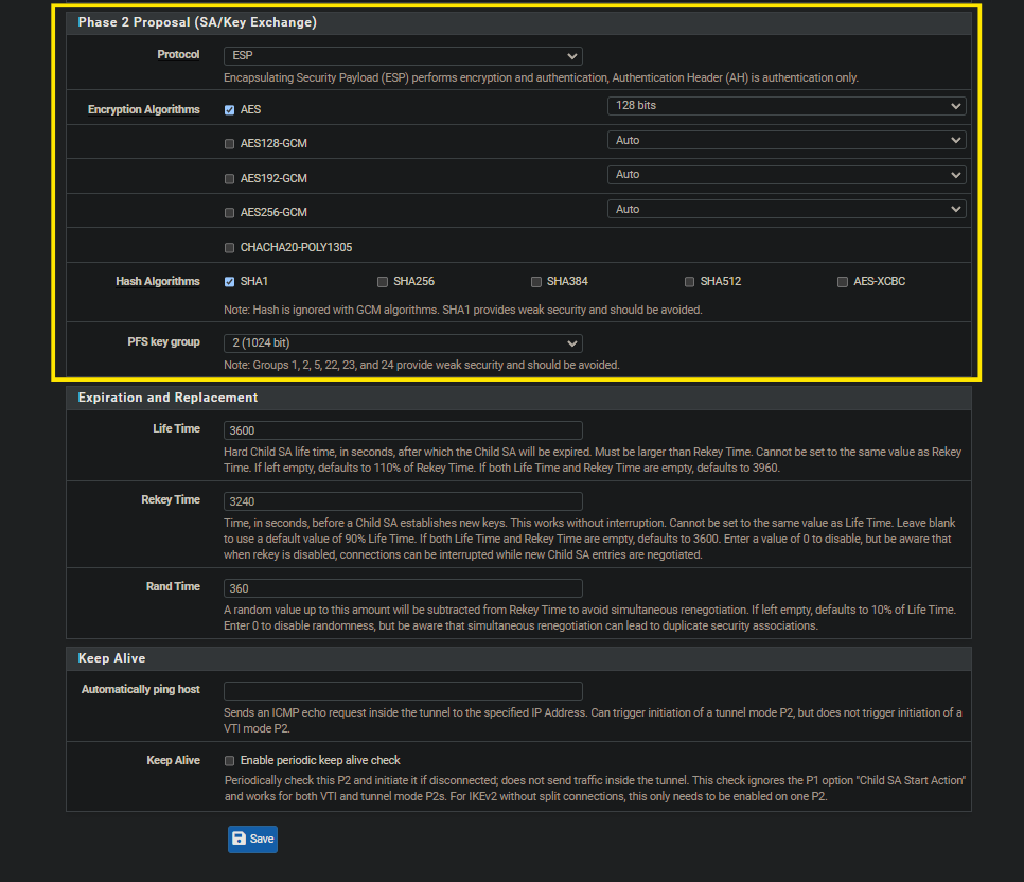 Phase 2 Proposal (SA/Key Exchange)
Protocol
ESP
Encapsulating Security Payload (ESP) performs encryption and authentication, Authentication Header (AH) is authentication only.
Encryption Algorithms
AES
128 bits
AES128-GCM
Auto
AES192-GCM
Auto
AES256-GCM
Auto
CHACHA20-POLY1305
Hash Algorithms
SHA1
SHA256
SHA384
SHA512
AES-XCBC
Note: Hash is ignored with GCM algorithms. SHA1 provides weak security and should be avoided.
PFS key group
2 (1024 bit)
Note: Groups 1, 2, 5, 22, 23, and 24 provide weak security and should be avoided.
Expiration and Replacement
Life Time
3600
Hard Child SA life time, in seconds, after which the Child SA will be expired. Must be larger than Rekey Time. Cannot be set to the same value as Rekey
Time. If left empty, defaults to 110% of Rekey Time. If both Life Time and Rekey Time are empty, defaults to 3960.
Rekey Time
3240
Time, in seconds, before a Child SA establishes new keys. This works without interruption. Cannot be set to the same value as Life Time. Leave blank
to use a default value of 90% Life Time. If both Life Time and Rekey Time are empty, defaults to 3600. Enter a value of 0 to disable, but be aware that
when rekey is disabled, connections can be interrupted while new Child SA entries are negotiated.
Rand Time
360
A random value up to this amount will be subtracted from Rekey Time to avoid simultaneous renegotiation. If left empty, defaults to 10% of Life Time.
Enter 0 to disable randomness, but be aware that simultaneous renegotiation can lead to duplicate security associations.
Keep Alive
Automatically ping host
Sends an ICMP echo request inside the tunnel to the specified IP Address. Can trigger initiation of a tunnel mode P2, but does not trigger initiation of a
VTI mode P2.
Keep Alive
Enable periodic keep alive check
Periodically check this P2 and initiate it if disconnected; does not send traffic inside the tunnel. This check ignores the P1 option "Child SA Start Action"
and works for both VTI and tunnel mode P2s. For IKEv2 without split connections, this only needs to be enabled on one P2.
Save